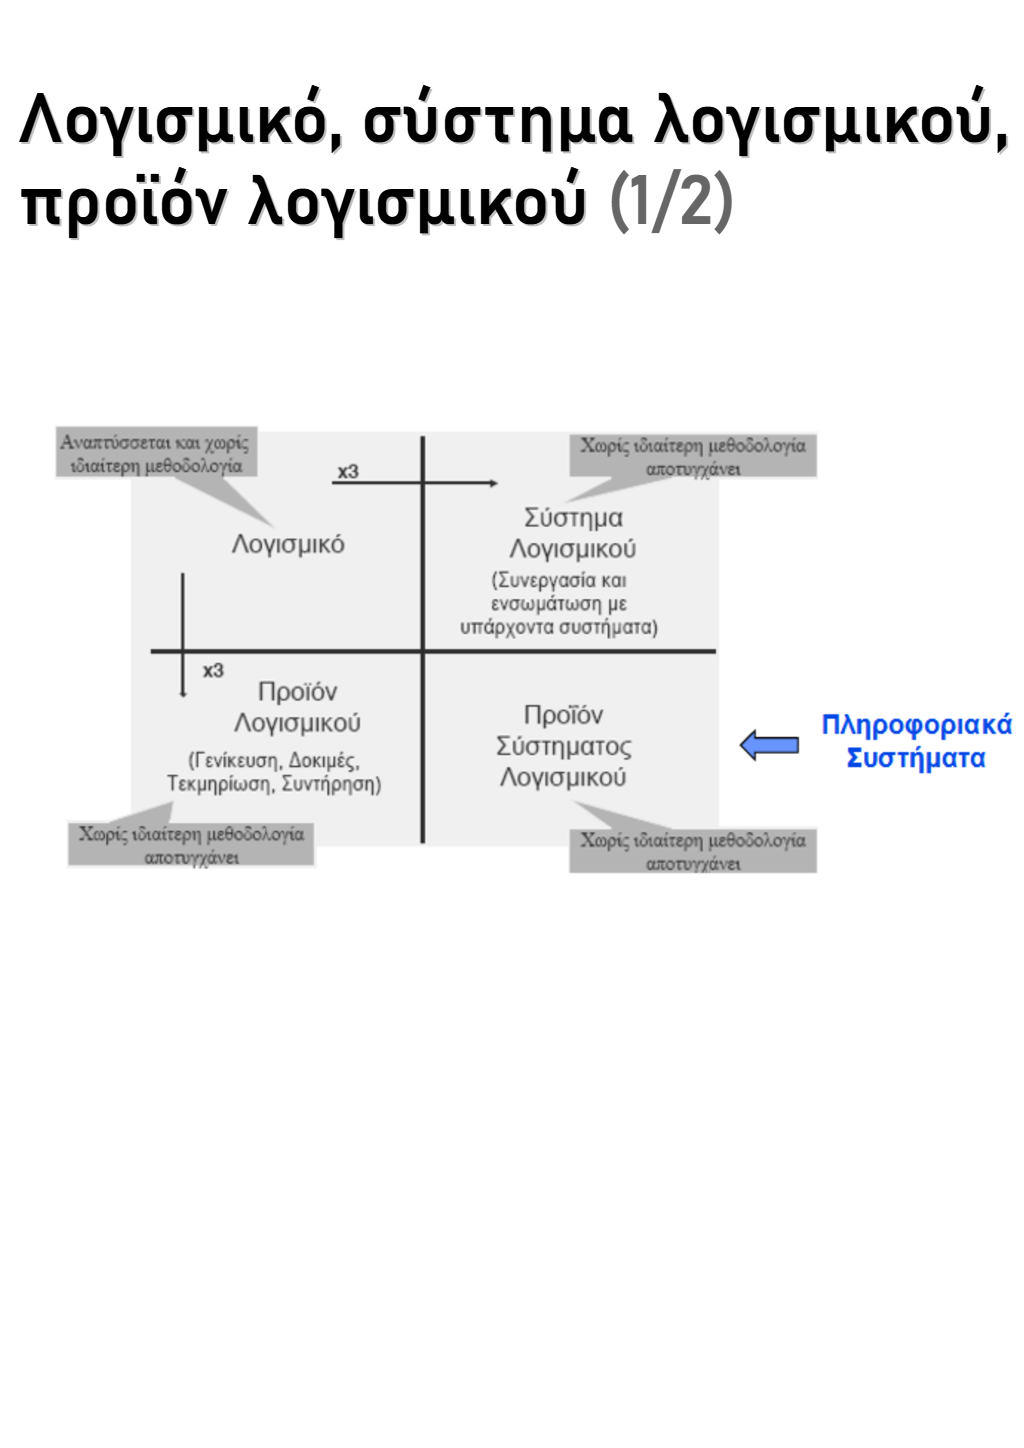 Λογισμικό, σύστημα λογισμικού,
προϊόν λογισμικού (1/2)
Αναπτύσσεται και χωρίς
ιδιαίτερη μεθοδολογία
x3
Χωρίς ιδιαίτερη μεθοδολογία
αποτυγχάνει
Λογισμικό
Σύστημα
Λογισμικού
(Συνεργασία και
ενσωμάτωση με
υπάρχοντα συστήματα)
x3
Προϊόν
Λογισμικού
(Γενίκευση, Δοκιμές,
Τεκμηρίωση, Συντήρηση)
Προϊόν
Σύστηματος
Λογισμικού
Πληροφοριακά
Συστήματα
Χωρίς ιδιαίτερη μεθοδολογία
αποτυγχάνει
Χωρίς ιδιαίτερη μεθοδολογία
αποτυγχάνει